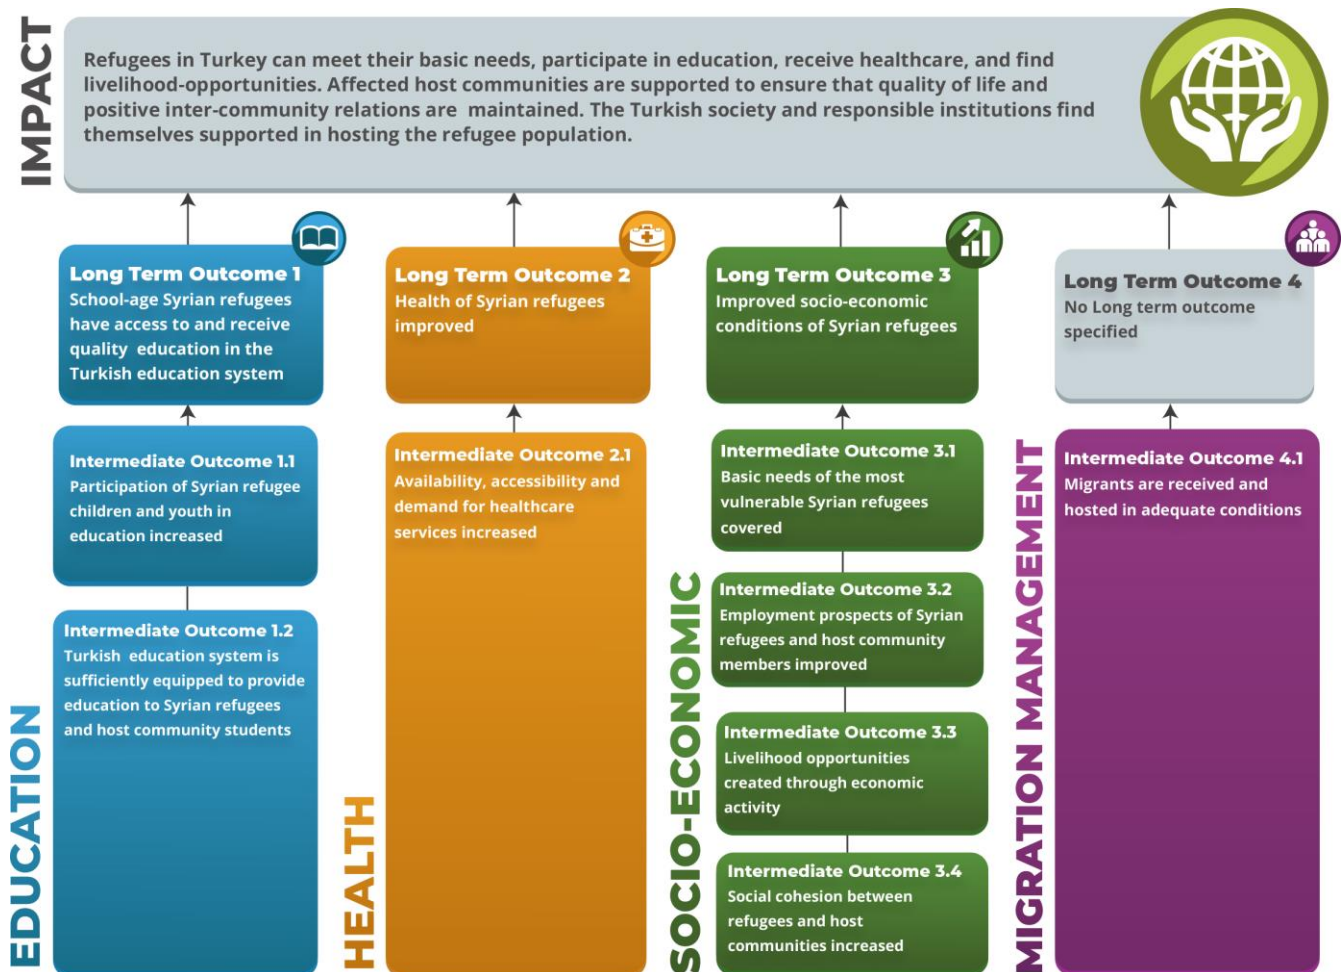 IMPACT
Refugees in Turkey can meet their basic needs, participate in education, receive healthcare, and find
livelihood-opportunities. Affected host communities are supported to ensure that quality of life and
positive inter-community relations are maintained. The Turkish society and responsible institutions find
themselves supported in hosting the refugee population.
EDUCATION
Long Term Outcome 1
School-age Syrian refugees
have access to and receive
quality education in the
Turkish education system
Intermediate Outcome 1.1
Participation of Syrian refugee
children and youth in
education increased
Intermediate Outcome 1.2
Turkish education system is
sufficiently equipped to provide
education to Syrian refugees
and host community students
HEALTH
Long Term Outcome 2
Health of Syrian refugees
improved
Intermediate Outcome 2.1
Availability, accessibility and
demand for healthcare
services increased
SOCIO-ECONOMIC
Long Term Outcome 3
Improved socio-economic
conditions of Syrian refugees
Intermediate Outcome 3.1
Basic needs of the most
vulnerable Syrian refugees
covered
Intermediate Outcome 3.2
Employment prospects of Syrian
refugees and host community
members improved
Intermediate Outcome 3.3
Livelihood opportunities
created through economic
activity
Intermediate Outcome 3.4
Social cohesion between
refugees and host
communities increased
MIGRATION MANAGEMENT
Long Term Outcome 4
No Long term outcome
specified
Intermediate Outcome 4.1
Migrants are received and
hosted in adequate conditions